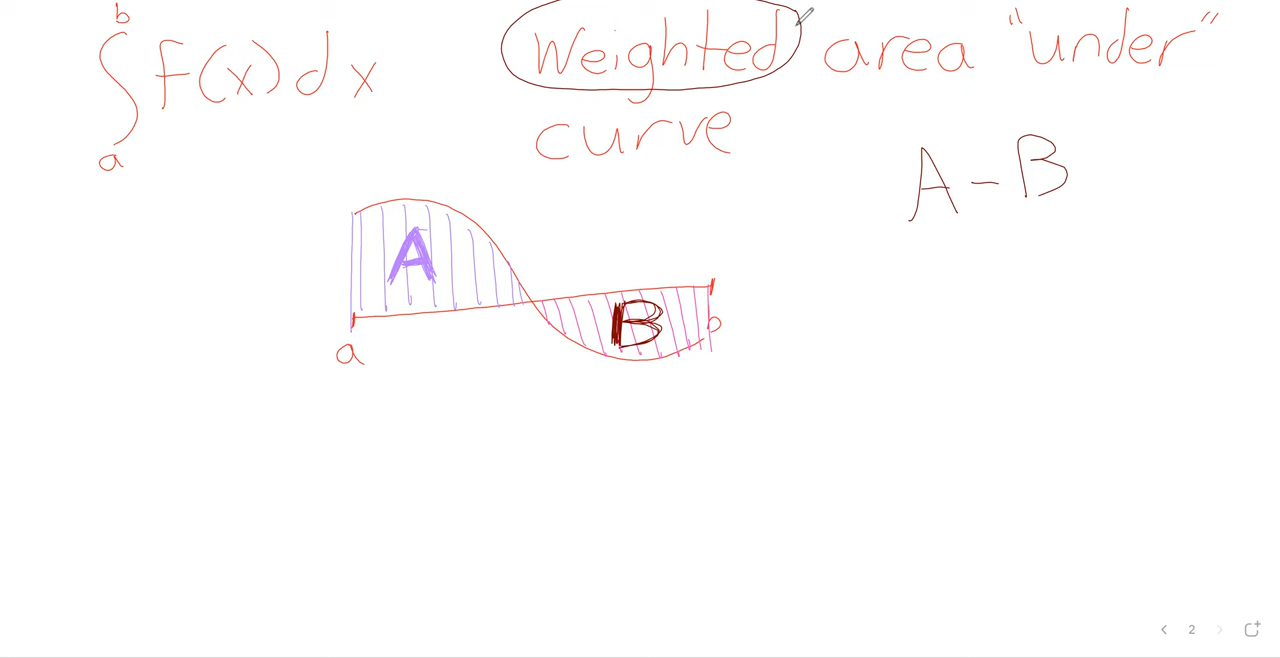 ∫_a^b f(x) dx
Weighted area "under"
curve
A - B
A
B
a
b
2